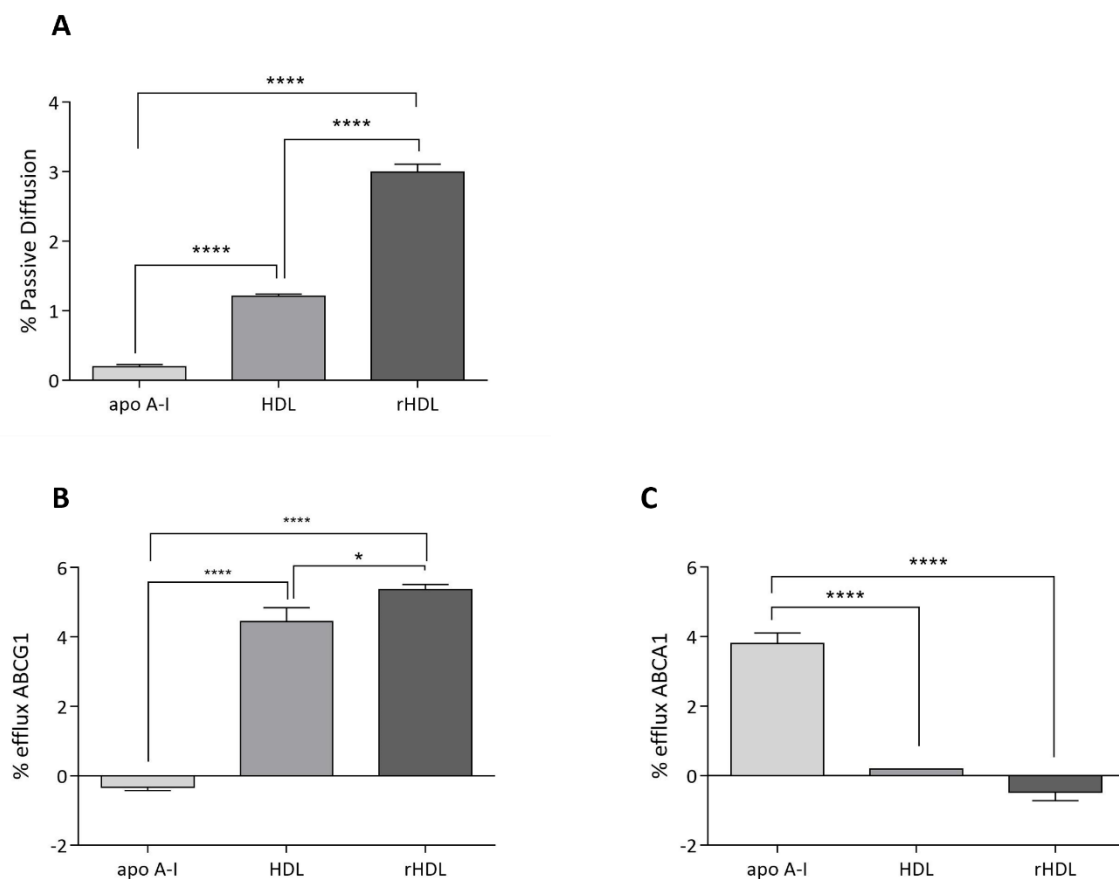 A
****
****
****
% Passive Diffusion
4
3
2
1
0
apo A-I HDL rHDL
B
****
****
*
% efflux ABCG1
6
4
2
0
-2
apo A-I HDL rHDL
C
****
****
% efflux ABCA1
6
4
2
0
-2
apo A-I HDL rHDL